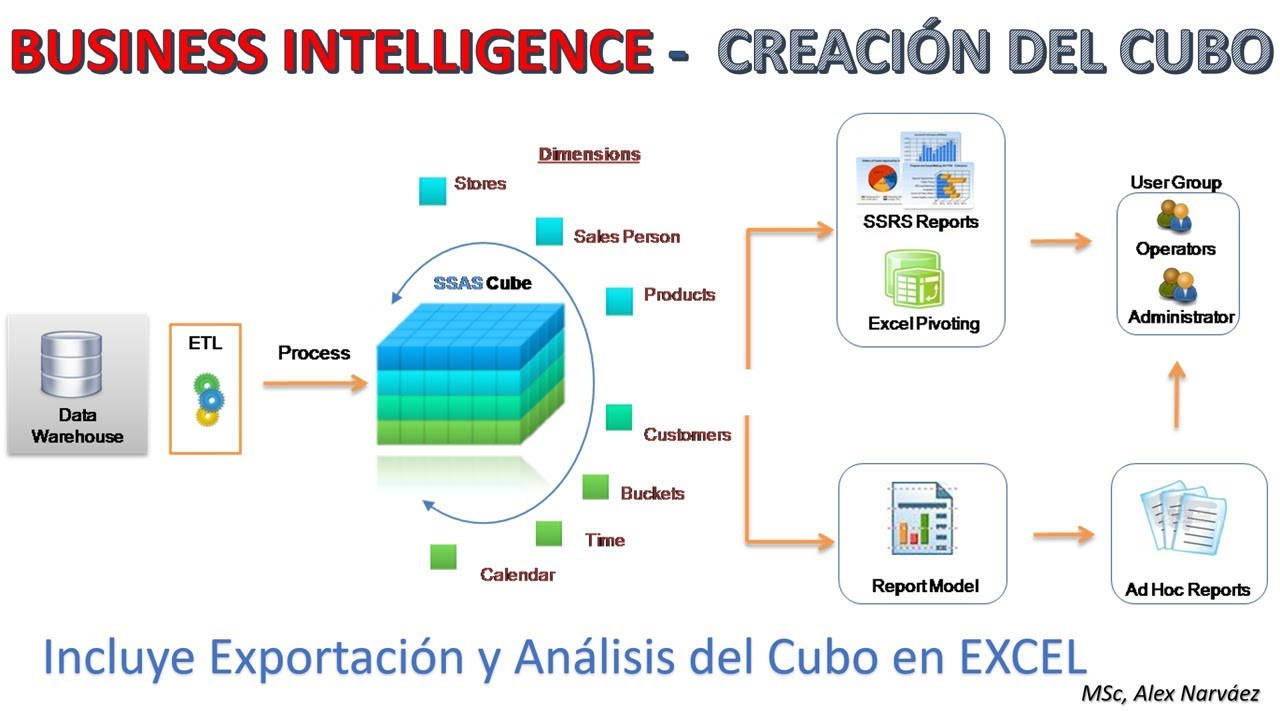 BUSINESS INTELLIGENCE - CREACIÓN DEL CUBO
Dimensions
Stores
Sales Person
Products
SSAS Cube
Customers
Buckets
Time
Calendar
Data
Warehouse
ETL
Process
SSRS Reports
Excel Pivoting
User Group
Operators
Administrator
Report Model
Ad Hoc Reports
Incluye Exportación y Análisis del Cubo en EXCEL
MSc, Alex Narváez